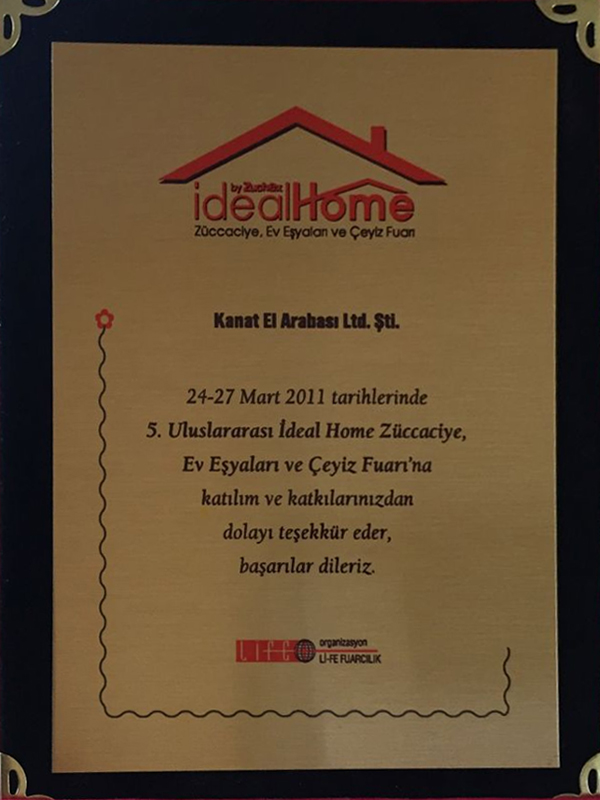 by Zuchex
idealHome
Züccaciye, Ev Eşyaları ve Çeyiz Fuarı
Kanat El Arabası Ltd. Şti.
24-27 Mart 2011 tarihlerinde
5. Uluslararası İdeal Home Züccaciye,
Ev Eşyaları ve Çeyiz Fuarı'na
katılım ve katkılarınızdan
dolayı teşekkür eder,
başarılar dileriz.
organizasyon
Lİ-FE FUARCILIK